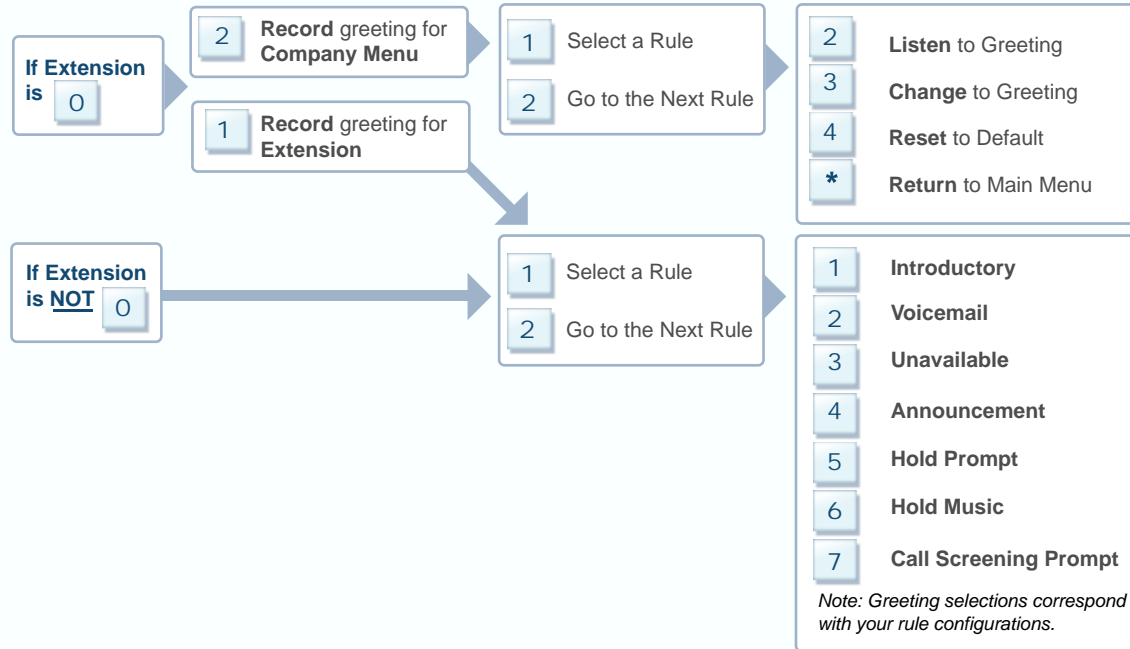 If Extension
is 0
2 Record greeting for
Company Menu
1 Record greeting for
Extension
1 Select a Rule
2 Go to the Next Rule
2 Listen to Greeting
3 Change to Greeting
4 Reset to Default
* Return to Main Menu
If Extension
is NOT 0
1 Select a Rule
2 Go to the Next Rule
1 Introductory
2 Voicemail
3 Unavailable
4 Announcement
5 Hold Prompt
6 Hold Music
7 Call Screening Prompt
Note: Greeting selections correspond
with your rule configurations.